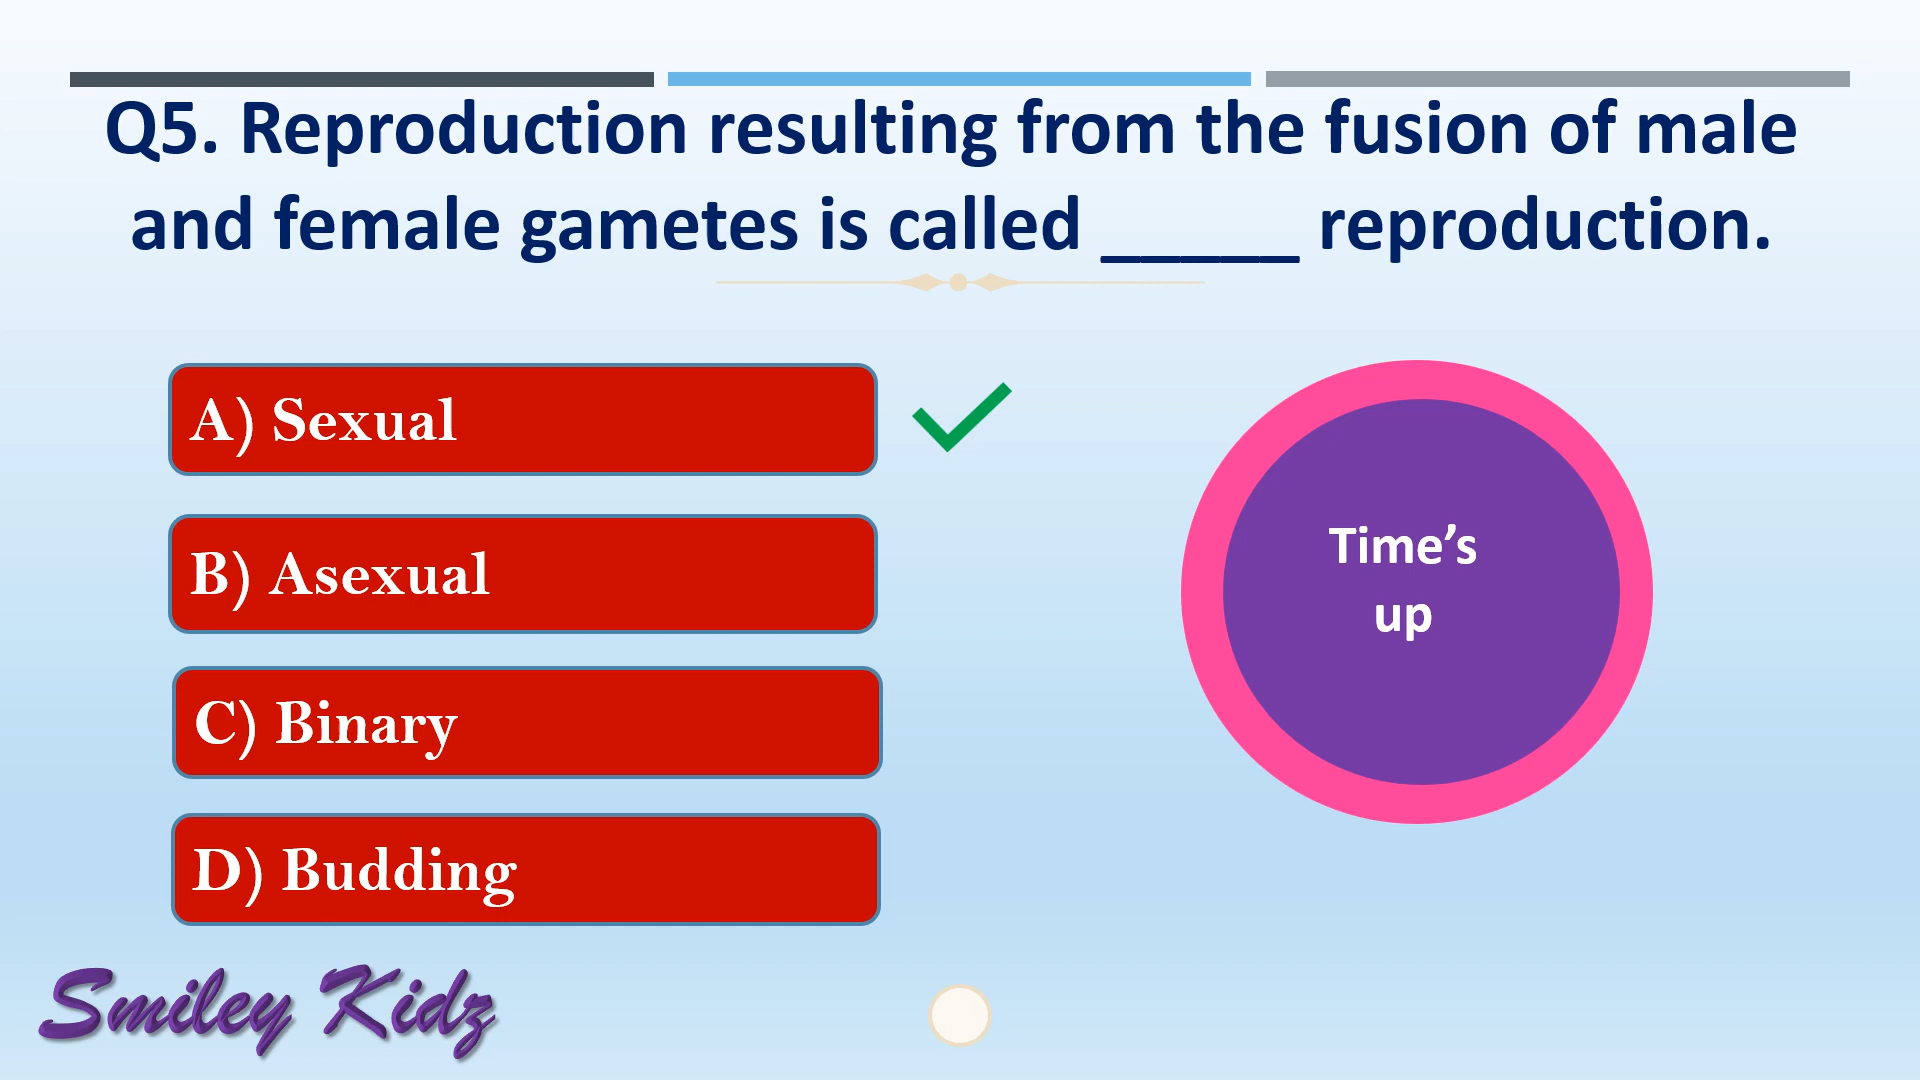 Q5. Reproduction resulting from the fusion of male
and female gametes is called _____ reproduction.
A) Sexual
B) Asexual
C) Binary
D) Budding
Time’s
up
Smiley Kidz